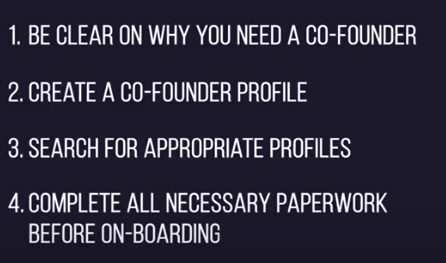 1. BE CLEAR ON WHY YOU NEED A CO-FOUNDER
2. CREATE A CO-FOUNDER PROFILE
3. SEARCH FOR APPROPRIATE PROFILES
4. COMPLETE ALL NECESSARY PAPERWORK
BEFORE ON-BOARDING